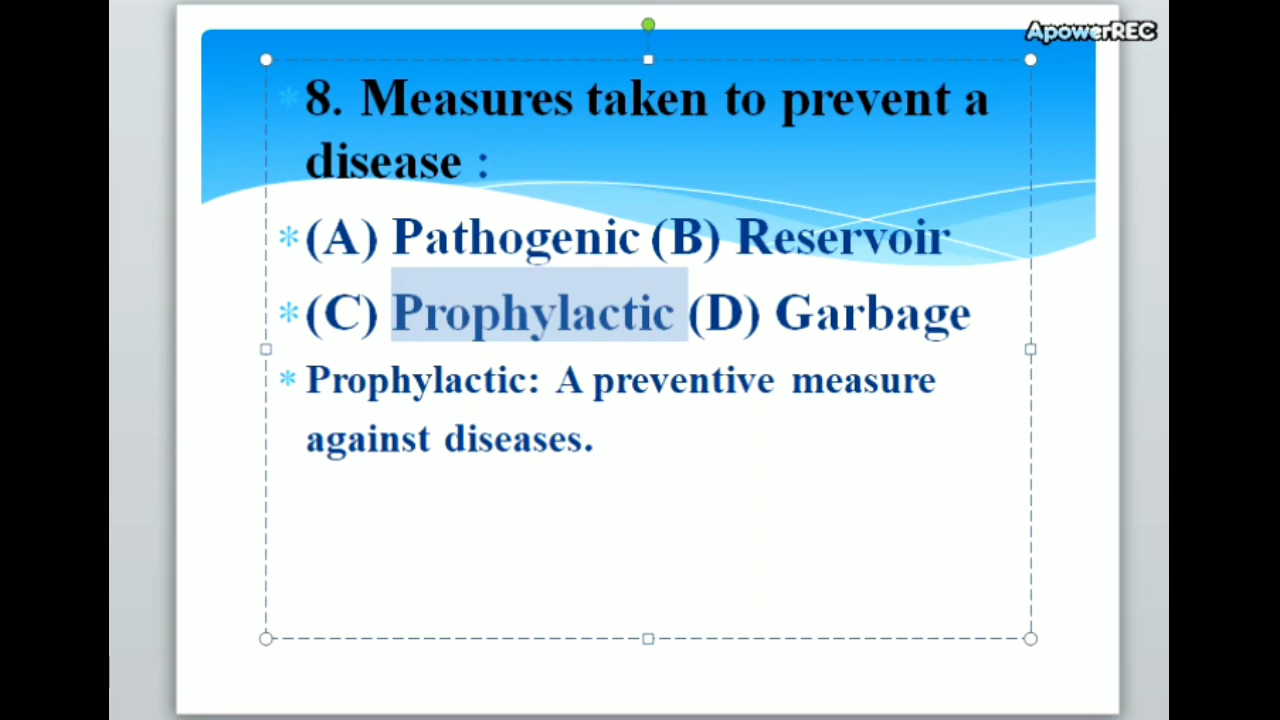 ApowerREC
* 8. Measures taken to prevent a
disease :
* (A) Pathogenic (B) Reservoir
* (C) Prophylactic (D) Garbage
* Prophylactic: A preventive measure
against diseases.